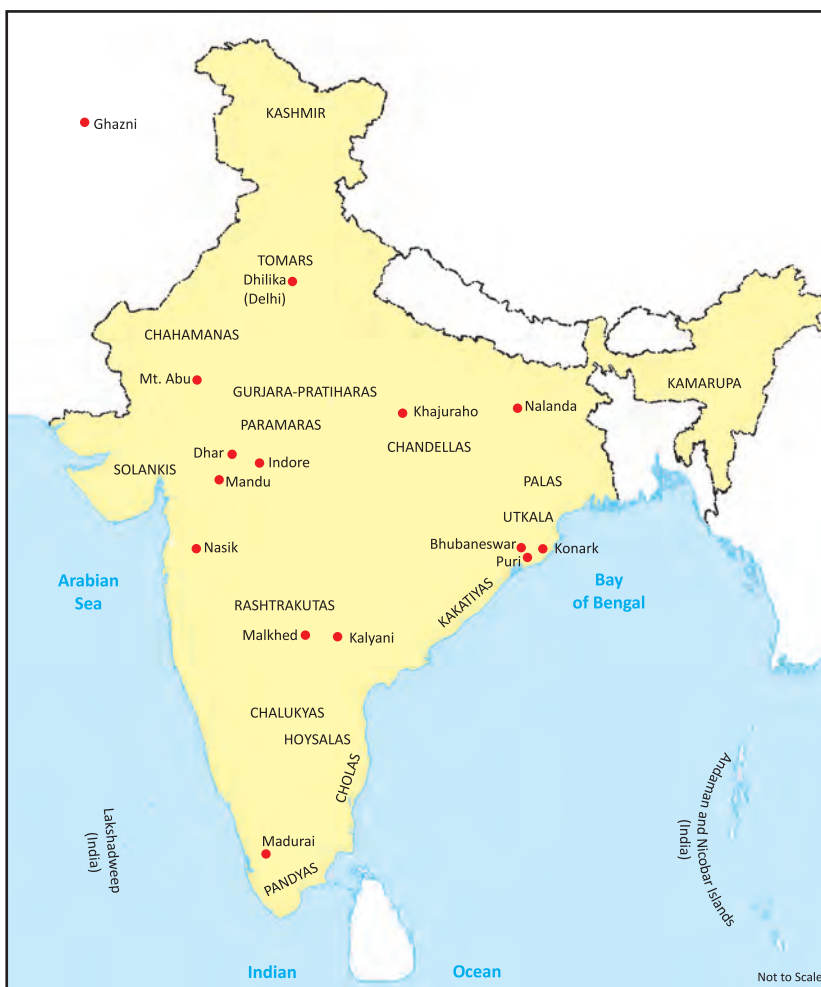 KASHMIR
Ghazni
TOMARS
Dhilika
(Delhi)
CHAHAMANAS
Mt. Abu
GURJARA-PRATIHARAS
KAMARUPA
Khajuraho
Nalanda
PARAMARAS
CHANDELLAS
Dhar
Indore
SOLANKIS
Mandu
PALAS
UTKALA
Nasik
Bhubaneswar
Konark
Puri
Arabian
Sea
Bay
of Bengal
KAKATIYAS
RASHTRAKUTAS
Malkhed
Kalyani
CHALUKYAS
HOYSALAS
CHOLAS
Andaman and Nicobar Islands
(India)
Lakshadweep
(India)
Madurai
PANDYAS
Indian
Ocean
Not to Scale